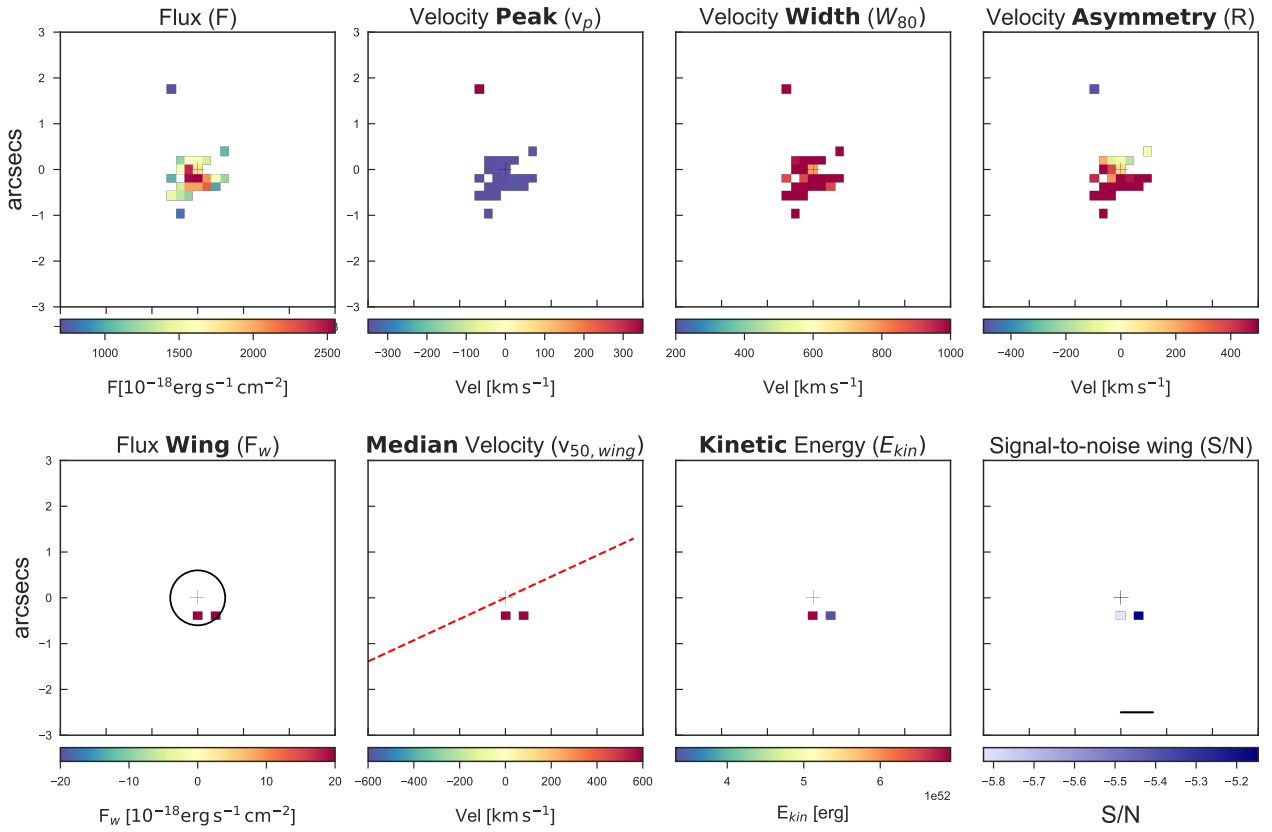 Flux (F)
Velocity Peak (vₚ)
Velocity Width (W₈₀)
Velocity Asymmetry (R)
3
2
1
0
−1
−2
−3
arcsecs
1000 1500 2000 2500
−300 −200 −100 0 100 200 300
200 400 600 800 1000
−400 −200 0 200 400
F[10⁻¹⁸erg s⁻¹ cm⁻²]
Vel [km s⁻¹]
Vel [km s⁻¹]
Vel [km s⁻¹]
Flux Wing (F_w)
Median Velocity (v₅₀,wing)
Kinetic Energy (E_kin)
Signal-to-noise wing (S/N)
3
2
1
0
−1
−2
−3
arcsecs
−20 −10 0 10 20
−600 −400 −200 0 200 400 600
4 5 6
1e52
−5.8 −5.7 −5.6 −5.5 −5.4 −5.3 −5.2
F_w [10⁻¹⁸erg s⁻¹ cm⁻²]
Vel [km s⁻¹]
E_kin [erg]
S/N